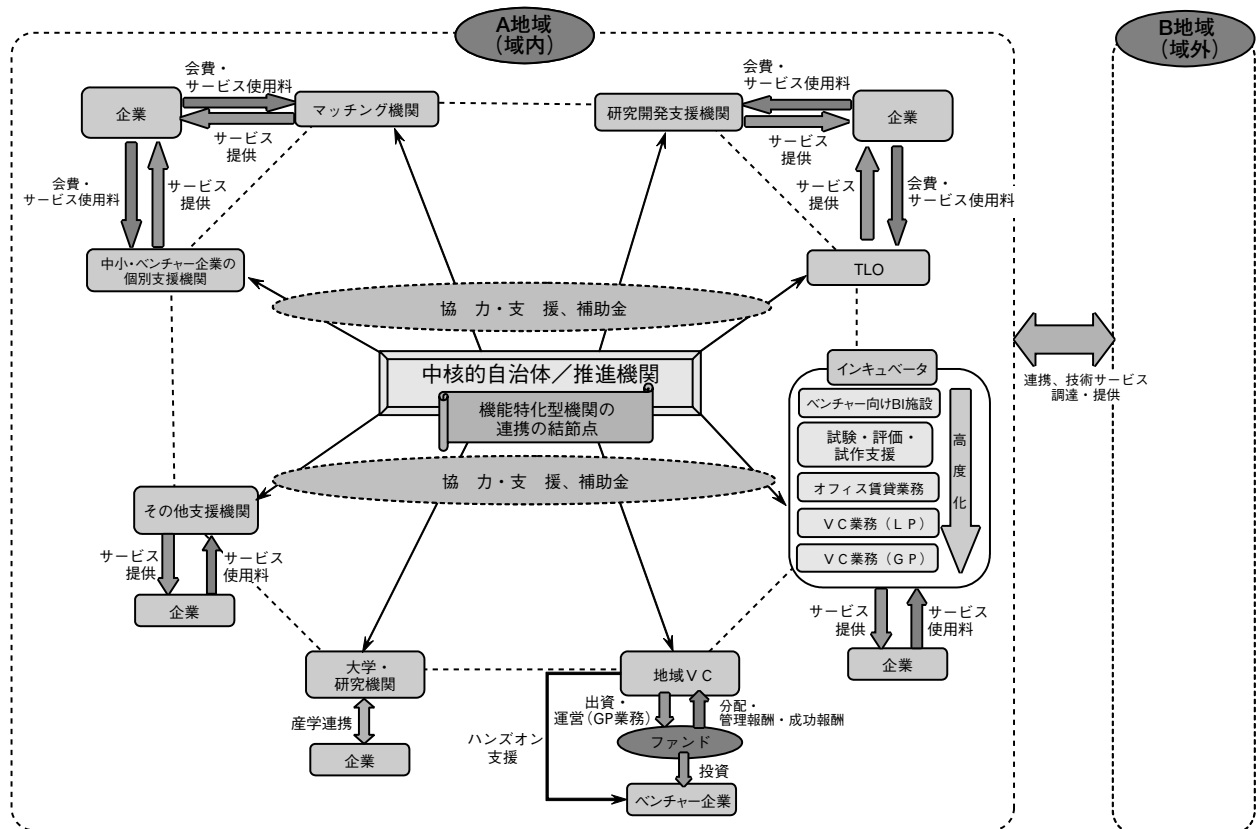 A地域
（域内）
B地域
（域外）
会費・
サービス使用料
企業
マッチング機関
サービス
提供
会費・
サービス使用料
サービス
提供
中小・ベンチャー企業の
個別支援機関
会費・
サービス使用料
研究開発支援機関
企業
サービス
提供
サービス
提供
会費・
サービス使用料
TLO
協　力・支　援、補助金
中核的自治体／推進機関
機能特化型機関の
連携の結節点
協　力・支　援、補助金
連携、技術サービス
調達・提供
インキュベータ
ベンチャー向けBI施設
試験・評価・
試作支援
オフィス賃貸業務
ＶＣ業務（ＬＰ）
ＶＣ業務（ＧＰ）
高
度
化
サービス
提供
サービス
使用料
企業
その他支援機関
サービス
提供
サービス
使用料
企業
大学・
研究機関
産学連携
企業
地域ＶＣ
出資・
運営（GP業務）
分配・
管理報酬・成功報酬
ファンド
ハンズオン
支援
投資
ベンチャー企業